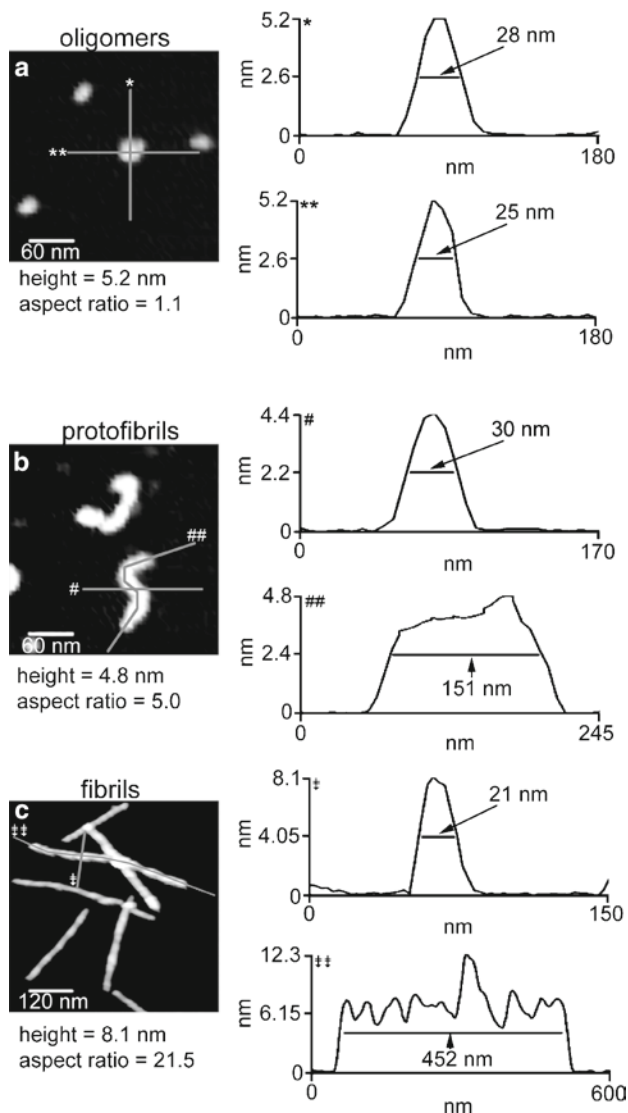 oligomers
a
*
**
60 nm
height = 5.2 nm
aspect ratio = 1.1
5.2
*
28 nm
2.6
nm
0
0
180
nm
5.2
**
25 nm
2.6
nm
0
0
180
nm
protofibrils
b
##
#
60 nm
height = 4.8 nm
aspect ratio = 5.0
4.4
#
30 nm
2.2
nm
0
0
170
nm
4.8
##
2.4
nm
151 nm
0
0
245
nm
fibrils
c
‡‡
‡
120 nm
height = 8.1 nm
aspect ratio = 21.5
8.1
‡
21 nm
4.05
nm
0
0
150
nm
12.3
‡‡
6.15
nm
452 nm
0
0
600
nm